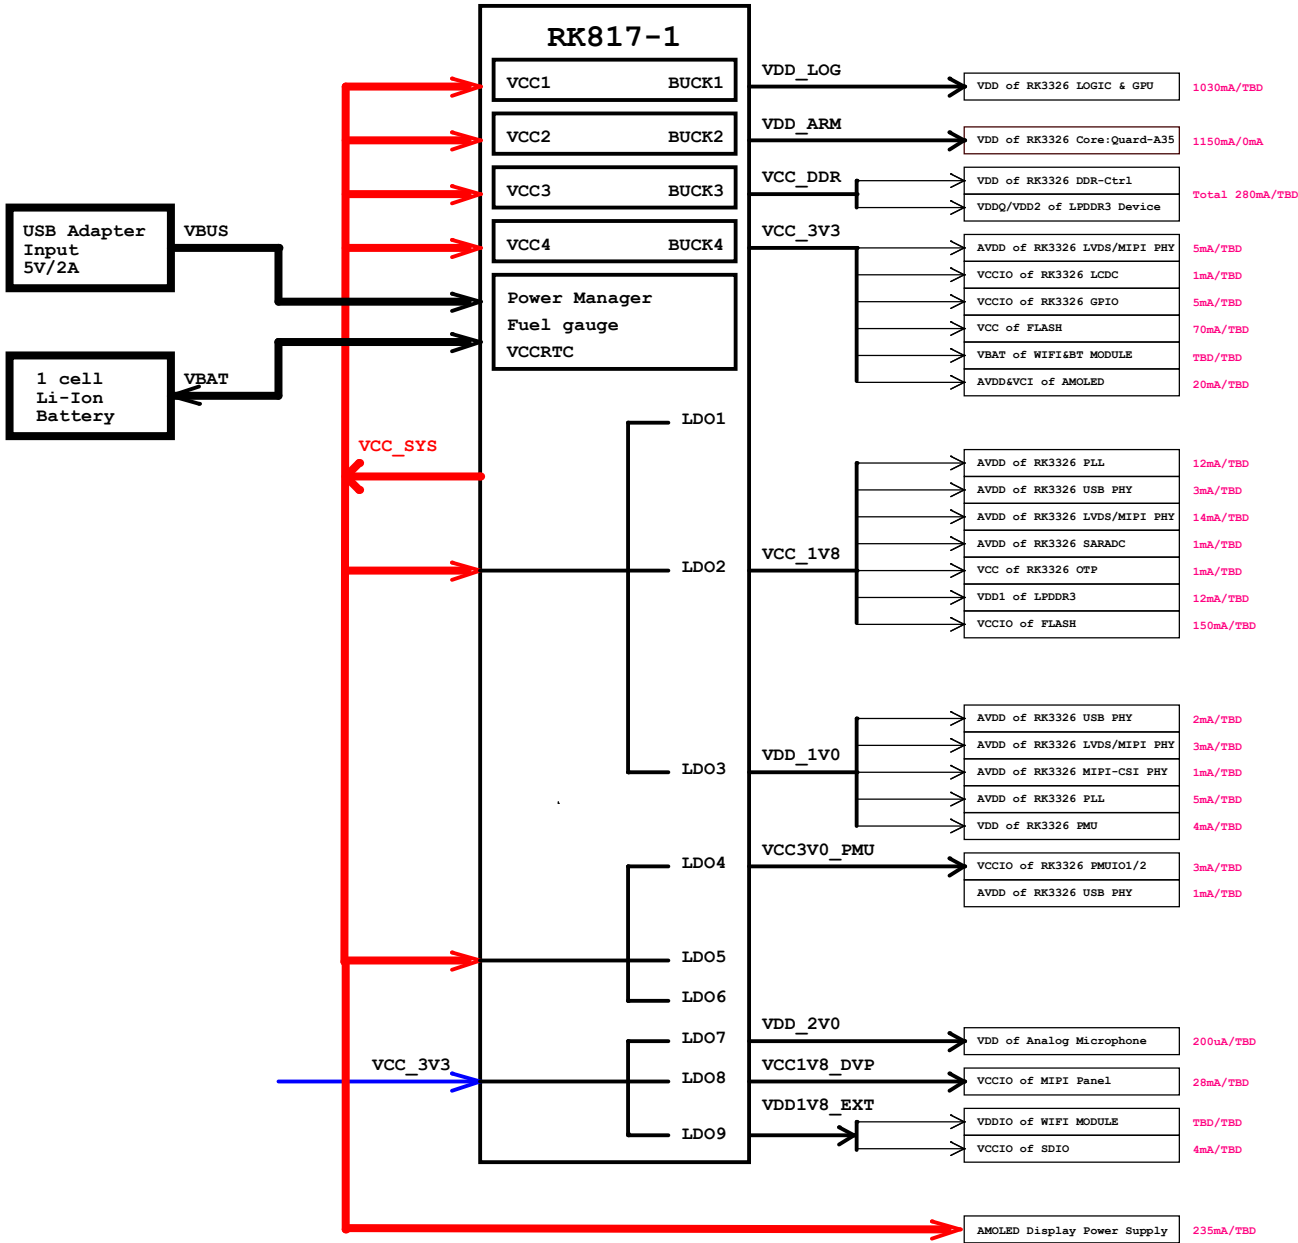 RK817-1
VCC1 BUCK1
VDD_LOG
VDD of RK3326 LOGIC & GPU
1030mA/TBD
VCC2 BUCK2
VDD_ARM
VDD of RK3326 Core:Quard-A35
1150mA/0mA
VCC3 BUCK3
VCC_DDR
VDD of RK3326 DDR-Ctrl
VDDQ/VDD2 of LPDDR3 Device
Total 280mA/TBD
USB Adapter
Input
5V/2A
VBUS
VCC4 BUCK4
VCC_3V3
AVDD of RK3326 LVDS/MIPI PHY
5mA/TBD
VCCIO of RK3326 LCDC
1mA/TBD
VCCIO of RK3326 GPIO
5mA/TBD
VCC of FLASH
70mA/TBD
VBAT of WIFI&BT MODULE
TBD/TBD
AVDD&VCI of AMOLED
20mA/TBD
Power Manager
Fuel gauge
VCCRTC
1 cell
Li-Ion
Battery
VBAT
LDO1
VCC_SYS
AVDD of RK3326 PLL
12mA/TBD
AVDD of RK3326 USB PHY
3mA/TBD
AVDD of RK3326 LVDS/MIPI PHY
14mA/TBD
AVDD of RK3326 SARADC
1mA/TBD
LDO2
VCC_1V8
VCC of RK3326 OTP
1mA/TBD
VDD1 of LPDDR3
12mA/TBD
VCCIO of FLASH
150mA/TBD
AVDD of RK3326 USB PHY
2mA/TBD
AVDD of RK3326 LVDS/MIPI PHY
3mA/TBD
LDO3
VDD_1V0
AVDD of RK3326 MIPI-CSI PHY
1mA/TBD
AVDD of RK3326 PLL
5mA/TBD
VDD of RK3326 PMU
4mA/TBD
LDO4
VCC3V0_PMU
VCCIO of RK3326 PMUIO1/2
3mA/TBD
AVDD of RK3326 USB PHY
1mA/TBD
LDO5
LDO6
LDO7
VDD_2V0
VDD of Analog Microphone
200uA/TBD
VCC_3V3
LDO8
VCC1V8_DVP
VCCIO of MIPI Panel
28mA/TBD
LDO9
VDD1V8_EXT
VDDIO of WIFI MODULE
TBD/TBD
VCCIO of SDIO
4mA/TBD
AMOLED Display Power Supply
235mA/TBD